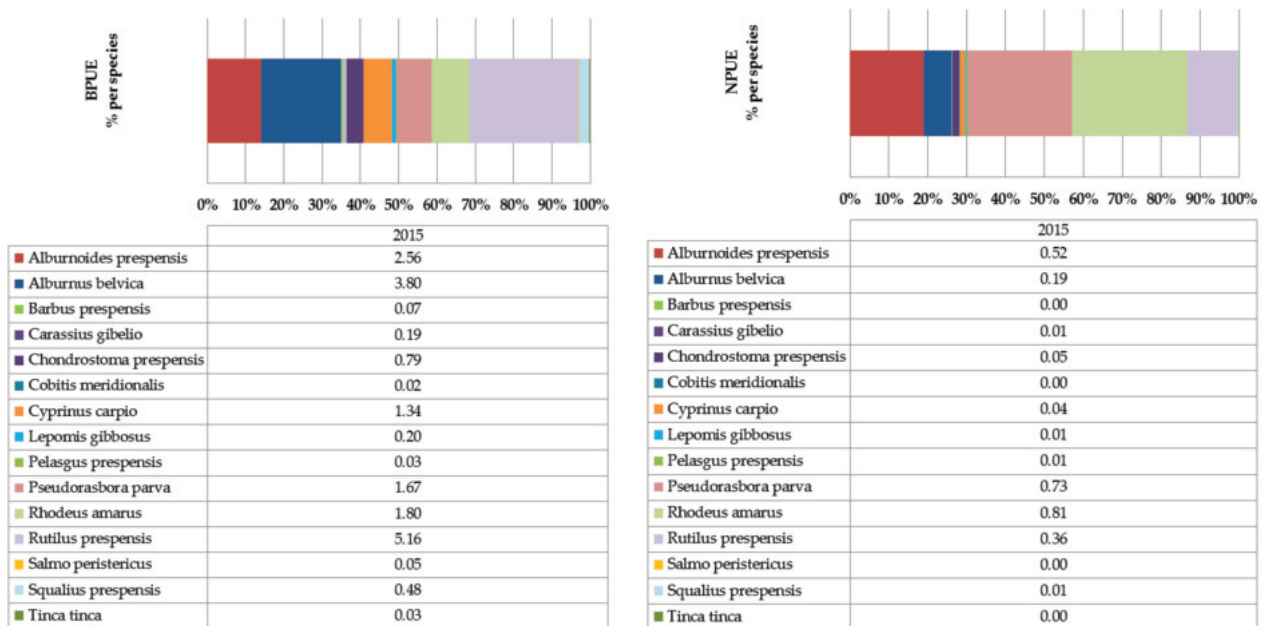 BPUE
% per species
0% 10% 20% 30% 40% 50% 60% 70% 80% 90% 100%
2015
Alburnoides prespensis 2.56
Alburnus belvica 3.80
Barbus prespensis 0.07
Carassius gibelio 0.19
Chondrostoma prespensis 0.79
Cobitis meridionalis 0.02
Cyprinus carpio 1.34
Lepomis gibbosus 0.20
Pelasgus prespensis 0.03
Pseudorasbora parva 1.67
Rhodeus amarus 1.80
Rutilus prespensis 5.16
Salmo peristericus 0.05
Squalius prespensis 0.48
Tinca tinca 0.03
NPUE
% per species
0% 10% 20% 30% 40% 50% 60% 70% 80% 90% 100%
2015
Alburnoides prespensis 0.52
Alburnus belvica 0.19
Barbus prespensis 0.00
Carassius gibelio 0.01
Chondrostoma prespensis 0.05
Cobitis meridionalis 0.00
Cyprinus carpio 0.04
Lepomis gibbosus 0.01
Pelasgus prespensis 0.01
Pseudorasbora parva 0.73
Rhodeus amarus 0.81
Rutilus prespensis 0.36
Salmo peristericus 0.00
Squalius prespensis 0.01
Tinca tinca 0.00